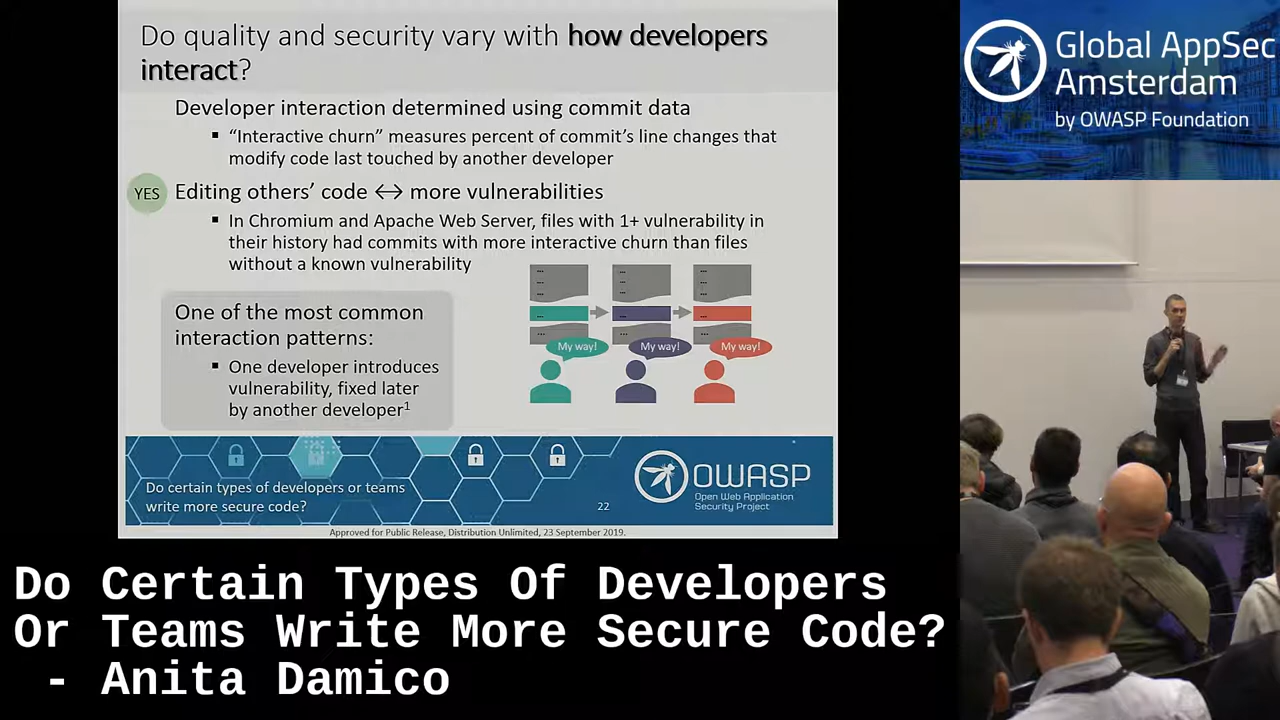 Do quality and security vary with how developers
interact?
Developer interaction determined using commit data
▪ “Interactive churn” measures percent of commit’s line changes that
modify code last touched by another developer
YES
Editing others’ code ↔ more vulnerabilities
▪ In Chromium and Apache Web Server, files with 1+ vulnerability in
their history had commits with more interactive churn than files
without a known vulnerability
One of the most common
interaction patterns:
▪ One developer introduces
vulnerability, fixed later
by another developer1
My way!
My way!
My way!
Do certain types of developers or teams
write more secure code?
22
OWASP
Open Web Application
Security Project
Approved for Public Release, Distribution Unlimited, 23 September 2019.
Global AppSec
Amsterdam
by OWASP Foundation
Do Certain Types Of Developers
Or Teams Write More Secure Code?
- Anita Damico